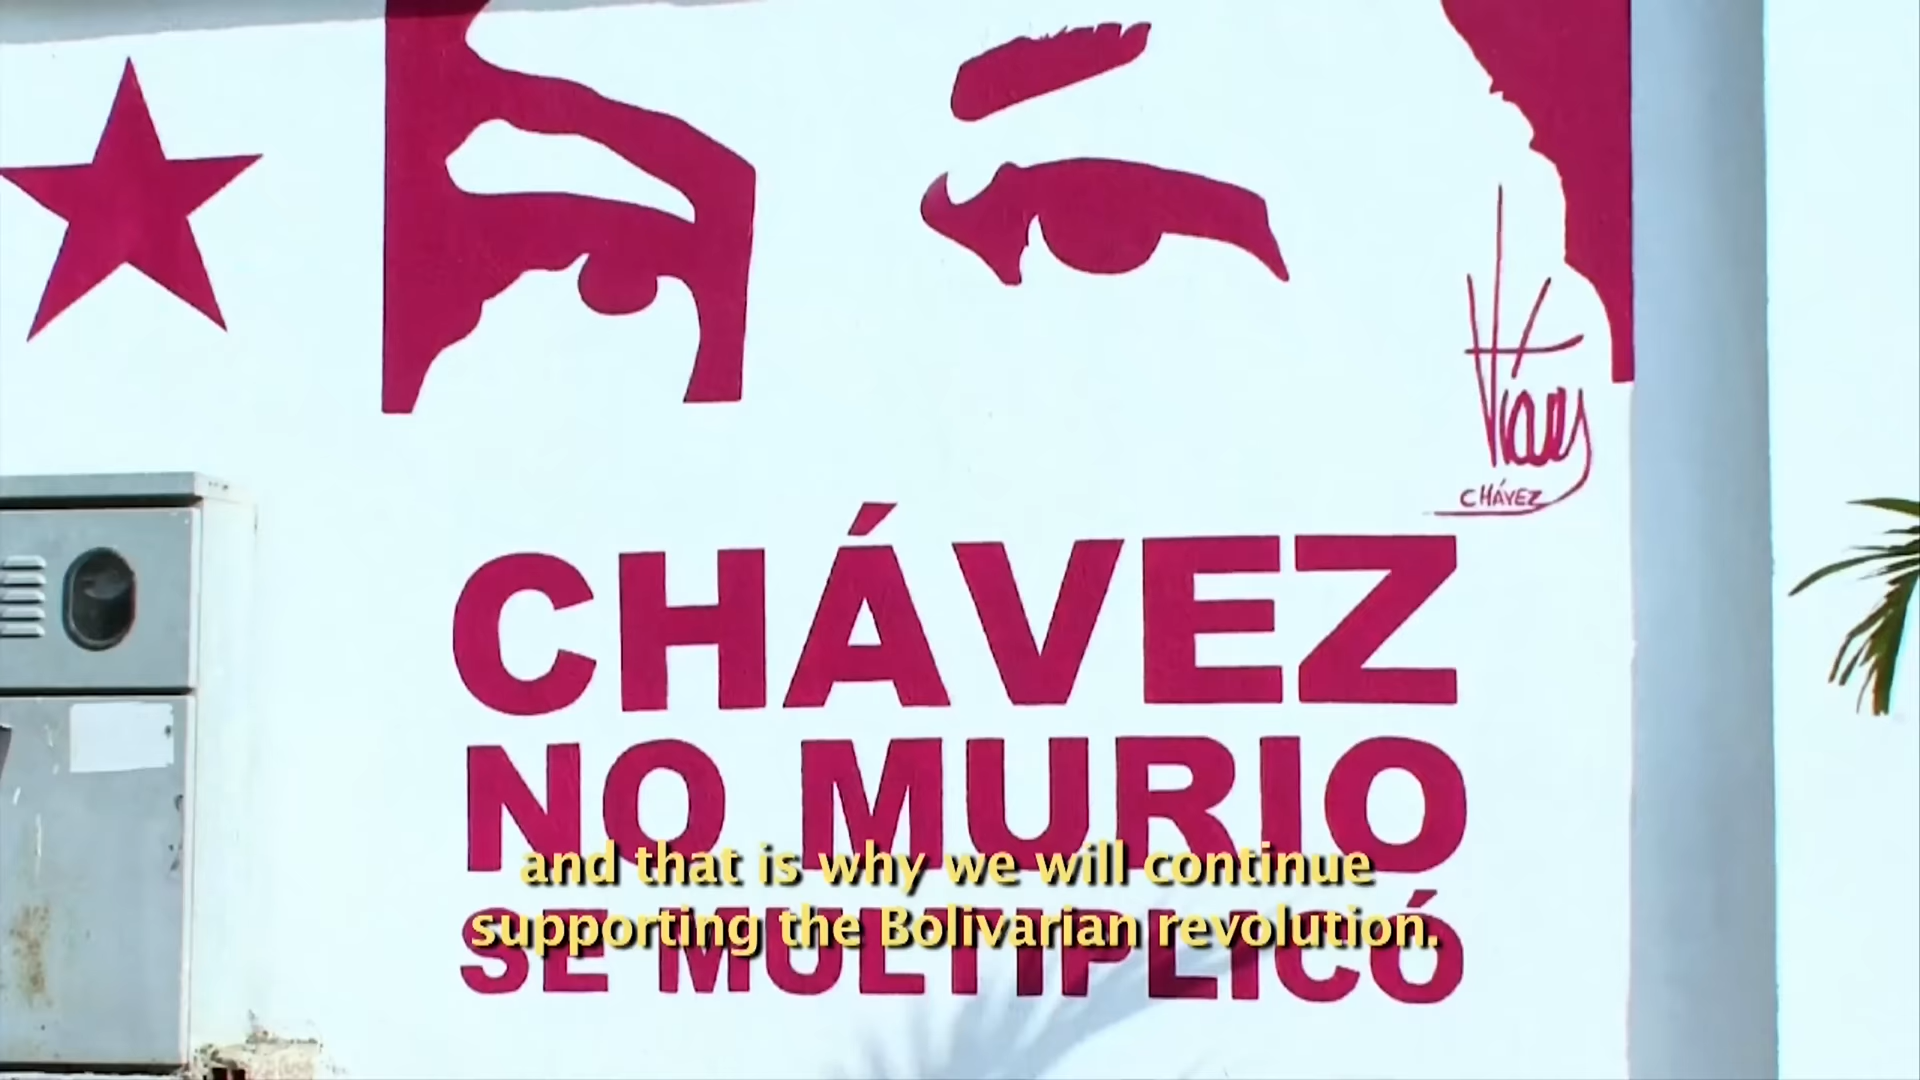 CHÁVEZ
CHÁVEZ
NO MURIO
and that is why we will continue
supporting the Bolivarian revolution.
SE MULTIPLICÓ